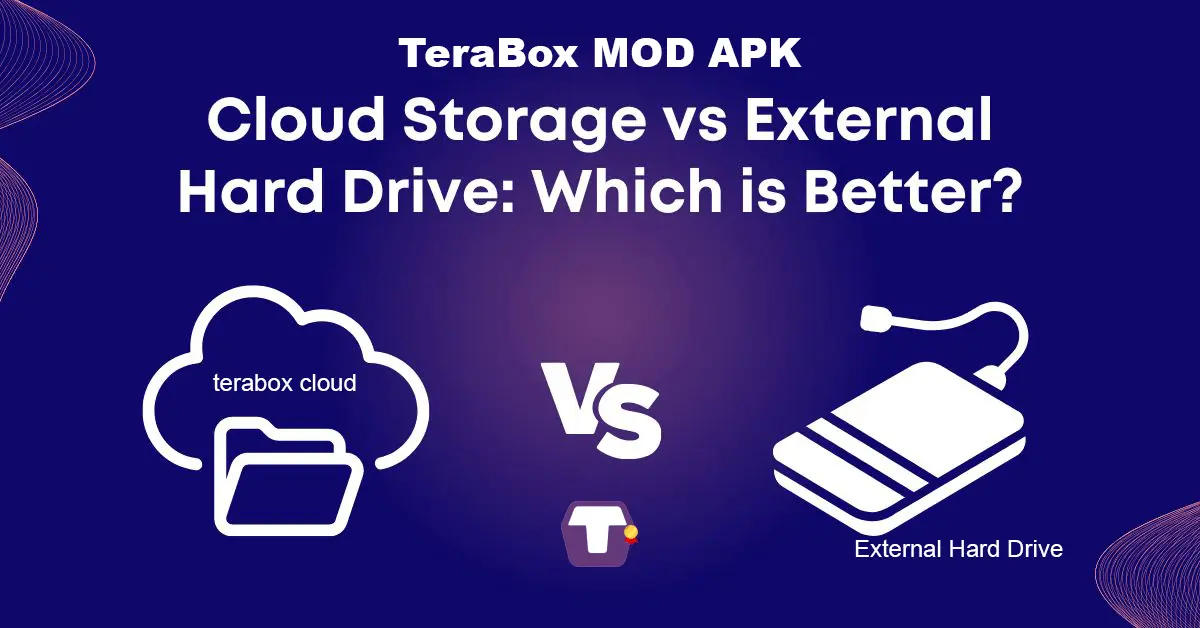 TeraBox MOD APK
Cloud Storage vs External
Hard Drive: Which is Better?
terabox cloud
VS
T
External Hard Drive